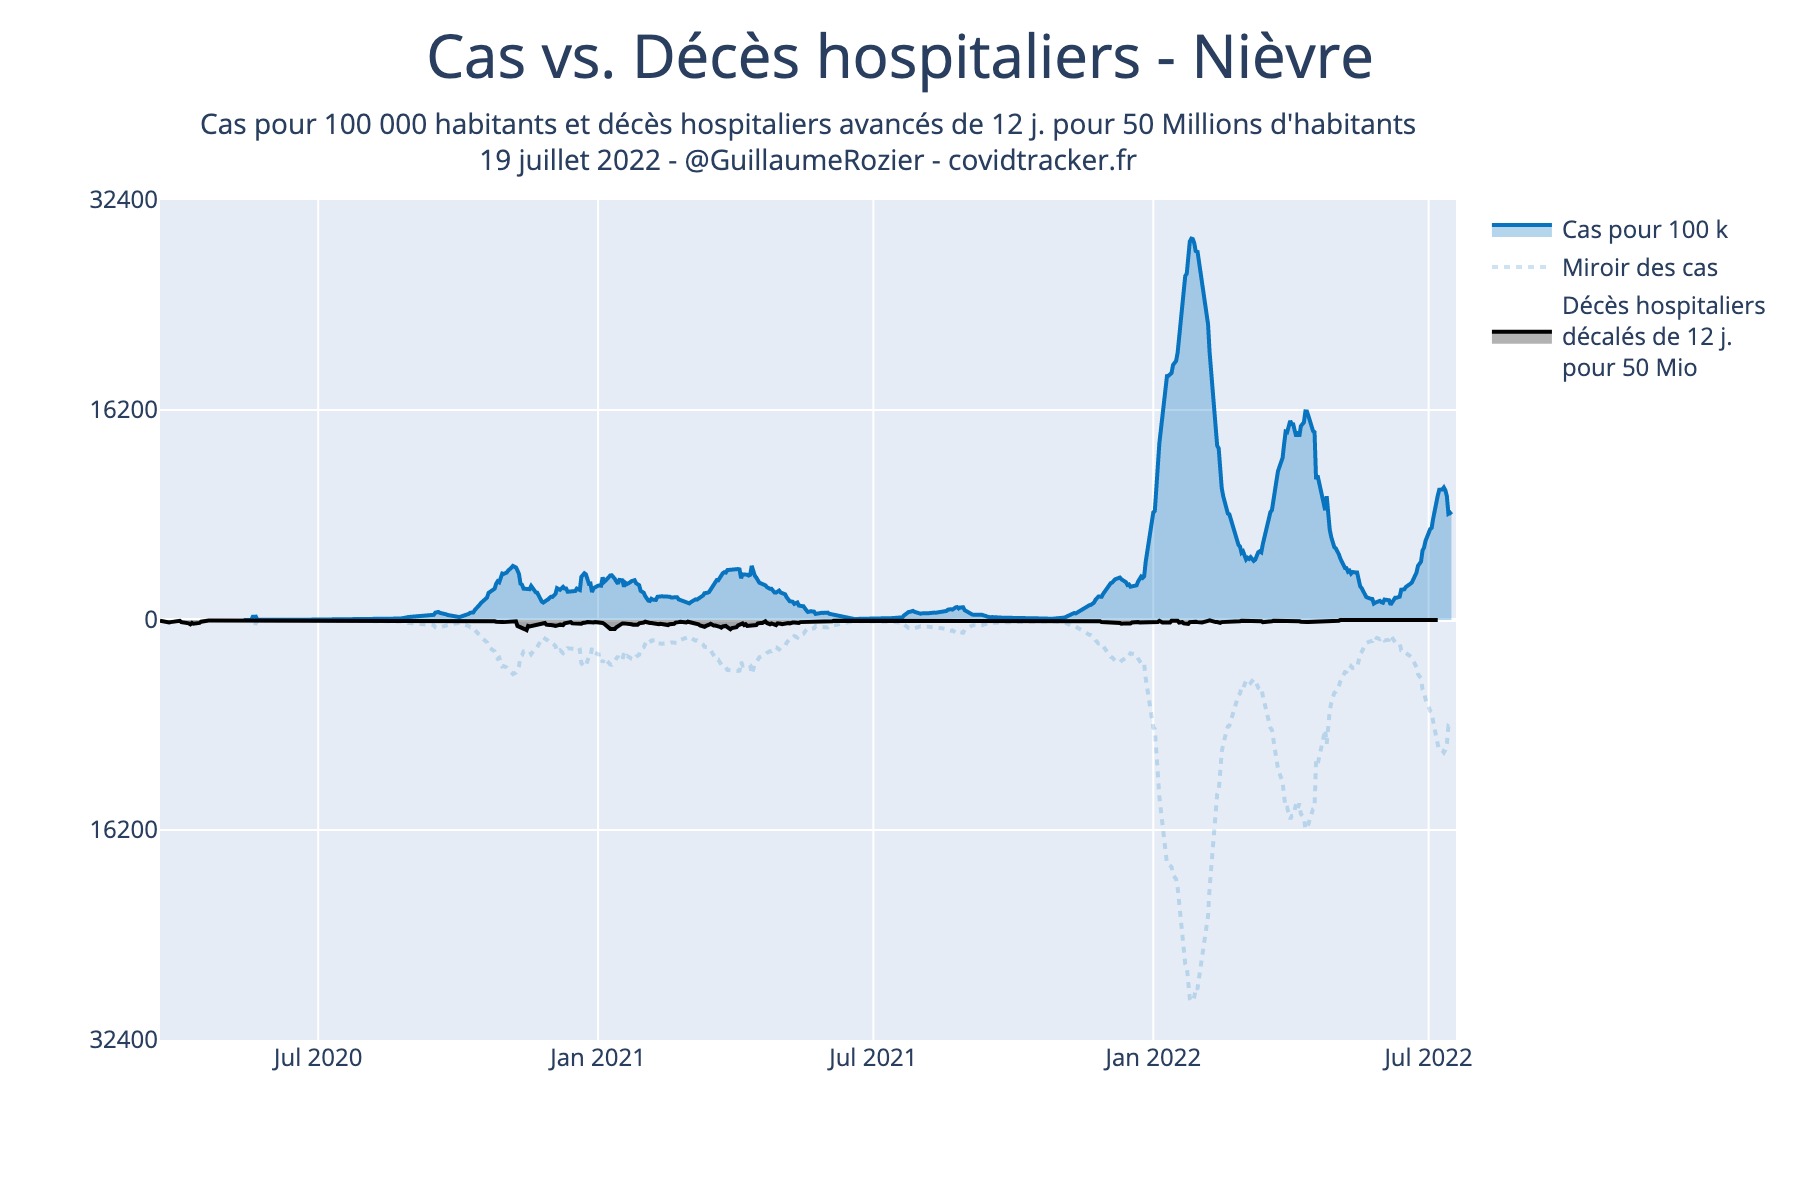 Cas vs. Décès hospitaliers - Nièvre
Cas pour 100 000 habitants et décès hospitaliers avancés de 12 j. pour 50 Millions d'habitants
19 juillet 2022 - @GuillaumeRozier - covidtracker.fr
32400
16200
0
16200
32400
Jul 2020
Jan 2021
Jul 2021
Jan 2022
Jul 2022
Cas pour 100 k
Miroir des cas
Décès hospitaliers
décalés de 12 j.
pour 50 Mio